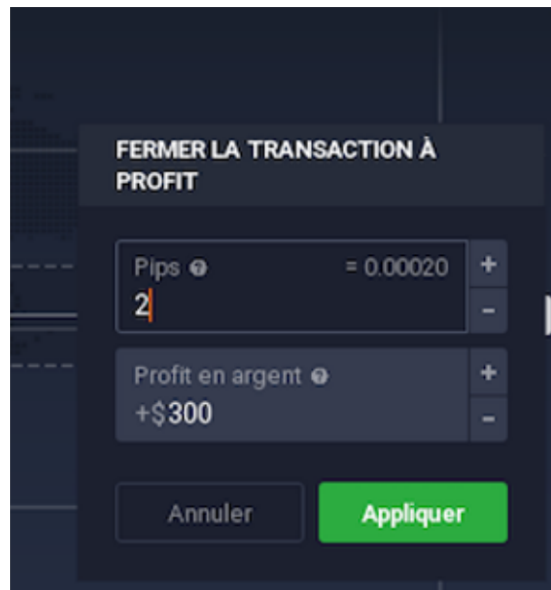 FERMER LA TRANSACTION À
PROFIT
Pips ? = 0.00020 +
2 -
Profit en argent ? +
+$300 -
Annuler Appliquer